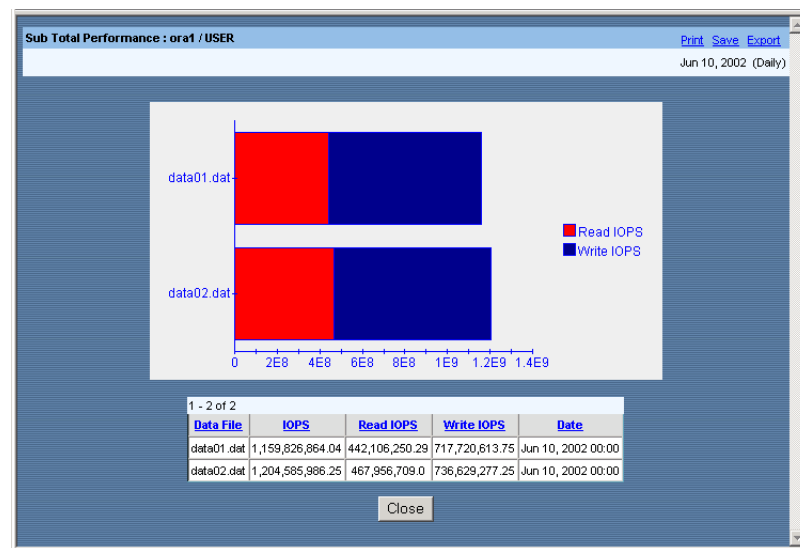 Sub Total Performance : ora1 / USER
Print Save Export
Jun 10, 2002 (Daily)
data01.dat
data02.dat
Read IOPS
Write IOPS
0 2E8 4E8 6E8 8E8 1E9 1.2E9 1.4E9
1 - 2 of 2
Data File IOPS Read IOPS Write IOPS Date
data01.dat 1,159,826,864.04 442,106,250.29 717,720,613.75 Jun 10, 2002 00:00
data02.dat 1,204,585,986.25 467,956,709.0 736,629,277.25 Jun 10, 2002 00:00
Close